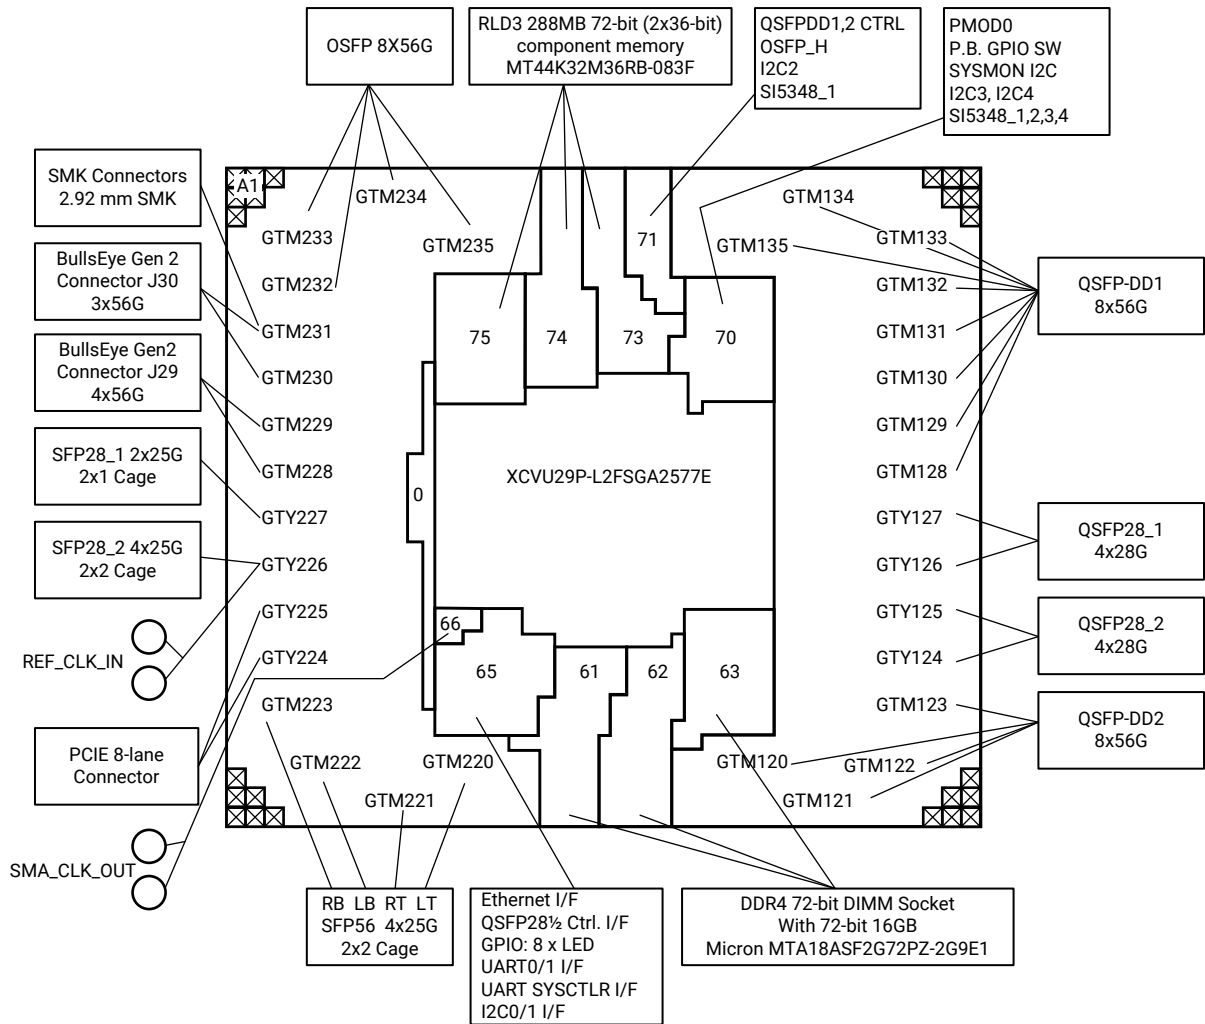 OSFP 8X56G
RLD3 288MB 72-bit (2x36-bit)
component memory
MT44K32M36RB-083F
QSFPDD1,2 CTRL
OSFP_H
I2C2
SI5348_1
PMOD0
P.B. GPIO SW
SYSMON I2C
I2C3, I2C4
SI5348_1,2,3,4
SMK Connectors
2.92 mm SMK
BullsEye Gen 2
Connector J30
3x56G
BullsEye Gen2
Connector J29
4x56G
SFP28_1 2x25G
2x1 Cage
SFP28_2 4x25G
2x2 Cage
REF_CLK_IN
PCIE 8-lane
Connector
SMA_CLK_OUT
A1
GTM234
GTM233
GTM235
GTM232
GTM231
GTM230
GTM229
GTM228
GTY227
GTY226
GTY225
GTY224
GTM223
GTM222
GTM220
GTM221
75
74
73
71
70
0
XCVU29P-L2FSGA2577E
66
65
61
62
63
GTM134
GTM135
GTM133
GTM132
GTM131
GTM130
GTM129
GTM128
GTY127
GTY126
GTY125
GTY124
GTM123
GTM120
GTM122
GTM121
QSFP-DD1
8x56G
QSFP28_1
4x28G
QSFP28_2
4x28G
QSFP-DD2
8x56G
RB LB RT LT
SFP56 4x25G
2x2 Cage
Ethernet I/F
QSFP28½ Ctrl. I/F
GPIO: 8 x LED
UART0/1 I/F
UART SYSCTLR I/F
I2C0/1 I/F
DDR4 72-bit DIMM Socket
With 72-bit 16GB
Micron MTA18ASF2G72PZ-2G9E1